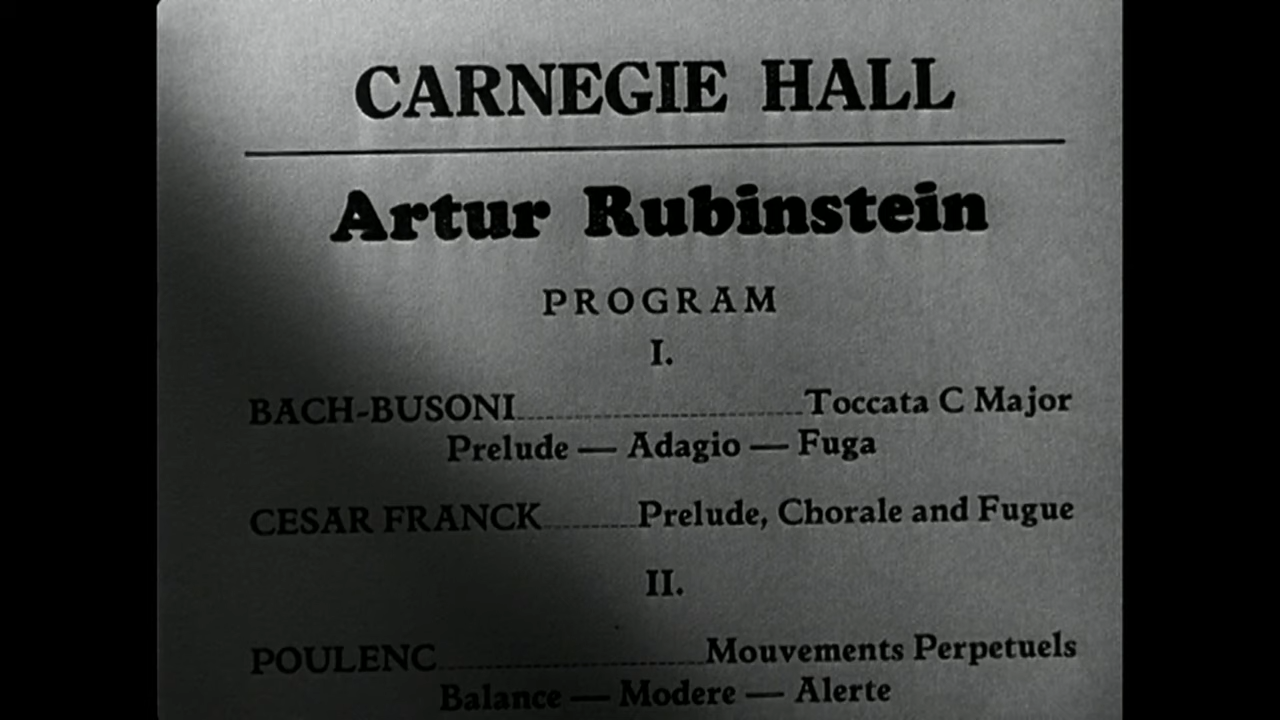 CARNEGIE HALL
Artur Rubinstein
PROGRAM
I.
BACH-BUSONI Toccata C Major
Prelude — Adagio — Fuga
CESAR FRANCK Prelude, Chorale and Fugue
II.
POULENC Mouvements Perpetuels
Balance — Modere — Alerte